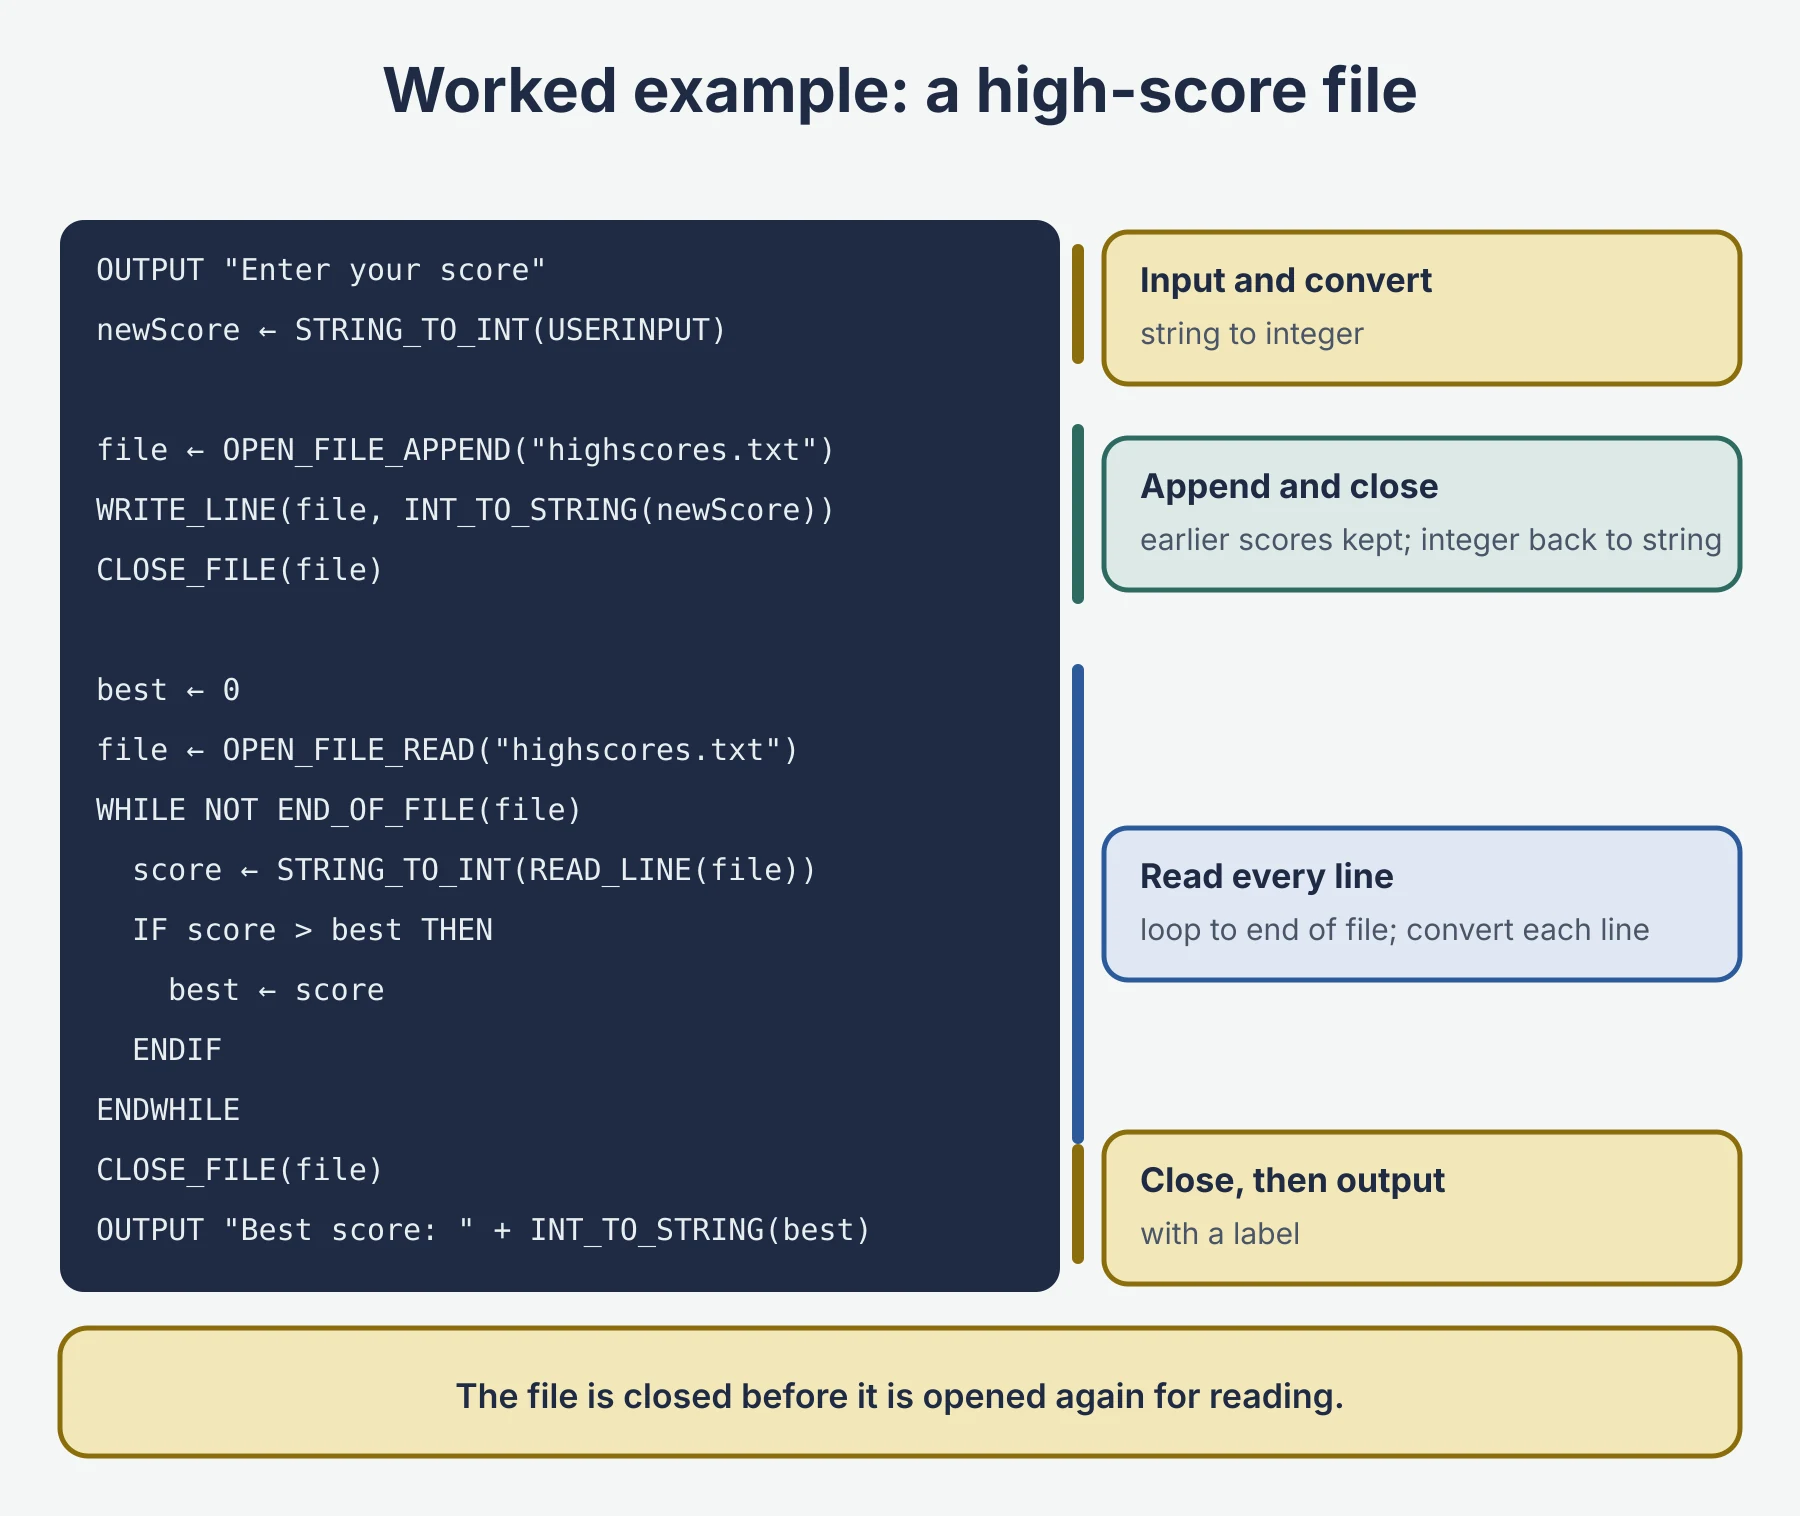 Worked example: a high-score file
OUTPUT "Enter your score"
newScore ← STRING_TO_INT(USERINPUT)
file ← OPEN_FILE_APPEND("highscores.txt")
WRITE_LINE(file, INT_TO_STRING(newScore))
CLOSE_FILE(file)
best ← 0
file ← OPEN_FILE_READ("highscores.txt")
WHILE NOT END_OF_FILE(file)
  score ← STRING_TO_INT(READ_LINE(file))
  IF score > best THEN
    best ← score
  ENDIF
ENDWHILE
CLOSE_FILE(file)
OUTPUT "Best score: " + INT_TO_STRING(best)
Input and convert
string to integer
Append and close
earlier scores kept; integer back to string
Read every line
loop to end of file; convert each line
Close, then output
with a label
The file is closed before it is opened again for reading.